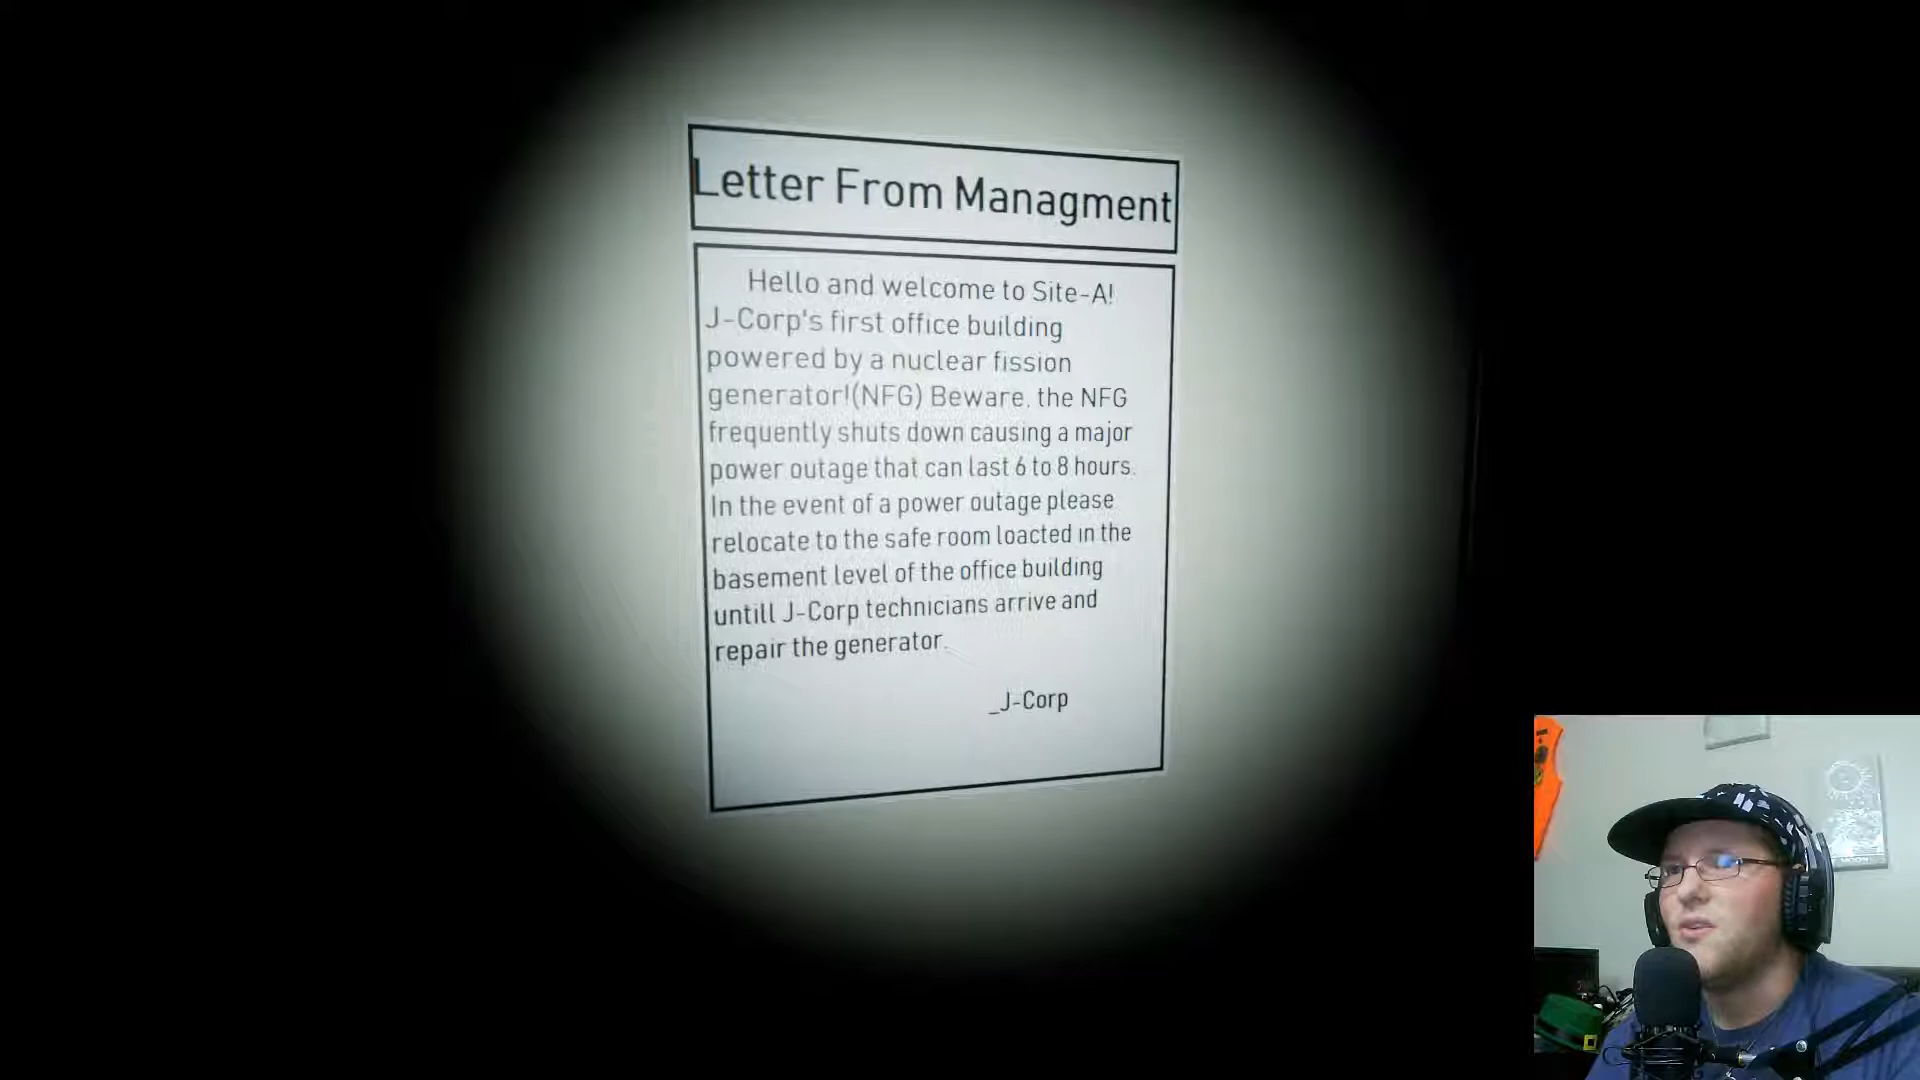 Letter From Managment
Hello and welcome to Site-A!
J-Corp's first office building
powered by a nuclear fission
generator!(NFG) Beware, the NFG
frequently shuts down causing a major
power outage that can last 6 to 8 hours.
In the event of a power outage please
relocate to the safe room loacted in the
basement level of the office building
untill J-Corp technicians arrive and
repair the generator.
_J-Corp